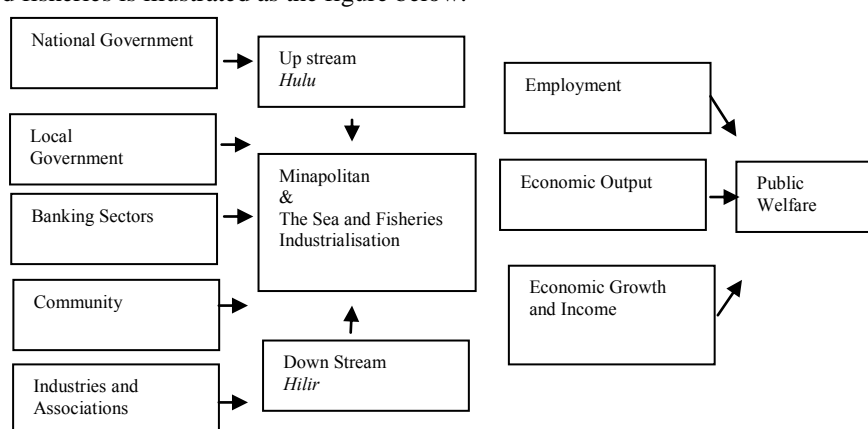 d fisheries is illustrated as the figure below.
National Government
Up stream
Hulu
Employment
Local
Government
Minapolitan
&
The Sea and Fisheries
Industrialisation
Economic Output
Public
Welfare
Banking Sectors
Community
Economic Growth
and Income
Down Stream
Hilir
Industries and
Associations